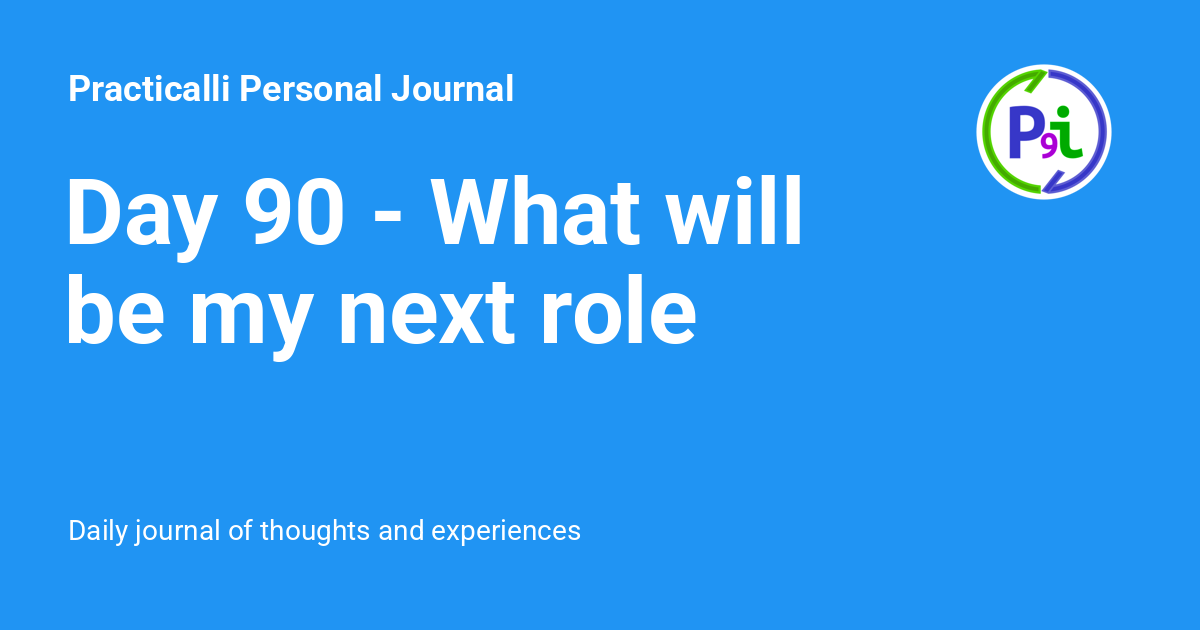 Practicalli Personal Journal
P9i
Day 90 - What will
be my next role
Daily journal of thoughts and experiences